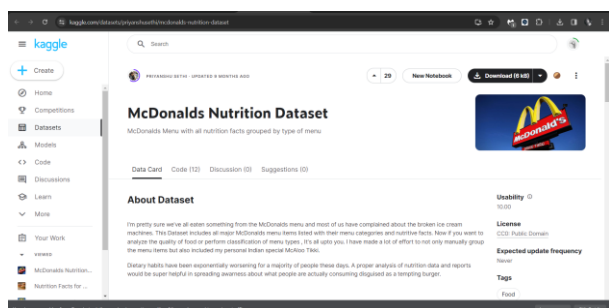 kaggle.com/datasets/priyanshusethi/mcdonalds-nutrition-dataset
kaggle
Search
Create
PRIYANSHU SETHI · UPDATED 9 MONTHS AGO
29
New Notebook
Download (6 kB)
Home
Competitions
Datasets
Models
Code
Discussions
Learn
More
Your Work
VIEWED
McDonalds Nutrition...
Nutrition Facts for ...
McDonalds Nutrition Dataset
McDonalds Menu with all nutrition facts grouped by type of menu
McDonald's
Data Card Code (12) Discussion (0) Suggestions (0)
About Dataset
I'm pretty sure we've all eaten something from the McDonalds menu and most of us have complained about the broken ice cream
machines. This Dataset includes all major McDonalds menu items listed with their menu categories and nutritive facts. Now if you want to
analyze the quality of food or perform classification of menu types , It's all upto you. I have made a lot of effort to not only manually group
the menu items but also included my personal Indian special McAloo Tikki.
Dietary habits have been exponentially worsening for a majority of people these days. A proper analysis of nutrition data and reports
would be super helpful in spreading awarness about what people are actually consuming disguised as a tempting burger.
Usability
10.00
License
CC0: Public Domain
Expected update frequency
Never
Tags
Food